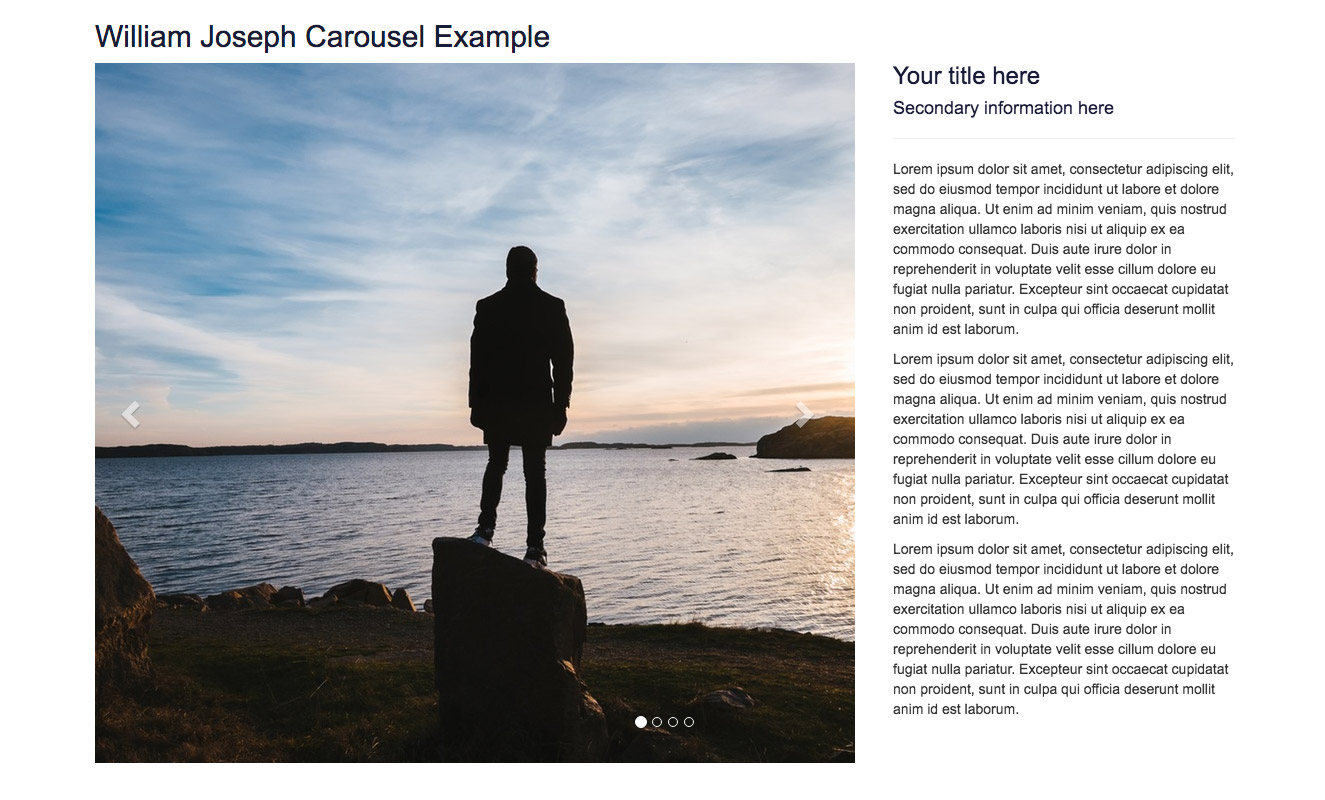 William Joseph Carousel Example
Your title here
Secondary information here
Lorem ipsum dolor sit amet, consectetur adipiscing elit,
sed do eiusmod tempor incididunt ut labore et dolore
magna aliqua. Ut enim ad minim veniam, quis nostrud
exercitation ullamco laboris nisi ut aliquip ex ea
commodo consequat. Duis aute irure dolor in
reprehenderit in voluptate velit esse cillum dolore eu
fugiat nulla pariatur. Excepteur sint occaecat cupidatat
non proident, sunt in culpa qui officia deserunt mollit
anim id est laborum.
Lorem ipsum dolor sit amet, consectetur adipiscing elit,
sed do eiusmod tempor incididunt ut labore et dolore
magna aliqua. Ut enim ad minim veniam, quis nostrud
exercitation ullamco laboris nisi ut aliquip ex ea
commodo consequat. Duis aute irure dolor in
reprehenderit in voluptate velit esse cillum dolore eu
fugiat nulla pariatur. Excepteur sint occaecat cupidatat
non proident, sunt in culpa qui officia deserunt mollit
anim id est laborum.
Lorem ipsum dolor sit amet, consectetur adipiscing elit,
sed do eiusmod tempor incididunt ut labore et dolore
magna aliqua. Ut enim ad minim veniam, quis nostrud
exercitation ullamco laboris nisi ut aliquip ex ea
commodo consequat. Duis aute irure dolor in
reprehenderit in voluptate velit esse cillum dolore eu
fugiat nulla pariatur. Excepteur sint occaecat cupidatat
non proident, sunt in culpa qui officia deserunt mollit
anim id est laborum.